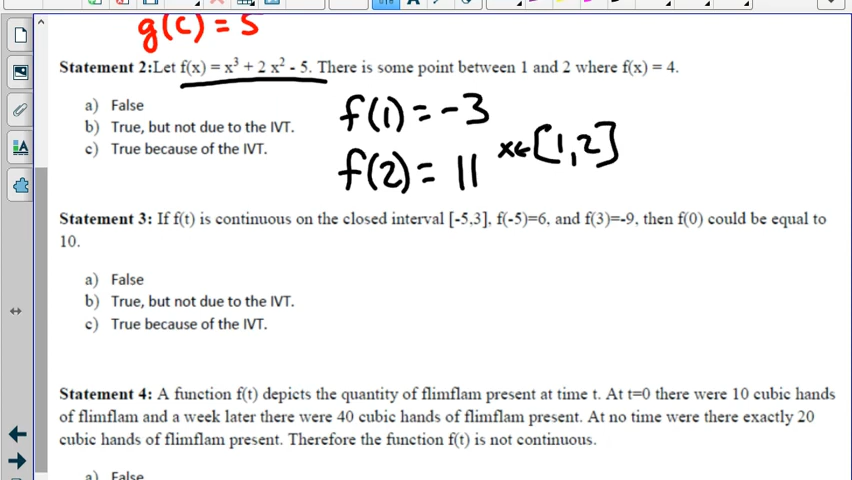 g(c) = 5
Statement 2:Let f(x) = x³ + 2 x² - 5. There is some point between 1 and 2 where f(x) = 4.
a) False
f(1) = -3
b) True, but not due to the IVT.
x∈[1,2]
c) True because of the IVT.
f(2) = 11
Statement 3: If f(t) is continuous on the closed interval [-5,3], f(-5)=6, and f(3)=-9, then f(0) could be equal to
10.
a) False
b) True, but not due to the IVT.
c) True because of the IVT.
Statement 4: A function f(t) depicts the quantity of flimflam present at time t. At t=0 there were 10 cubic hands
of flimflam and a week later there were 40 cubic hands of flimflam present. At no time were there exactly 20
cubic hands of flimflam present. Therefore the function f(t) is not continuous.
a) False